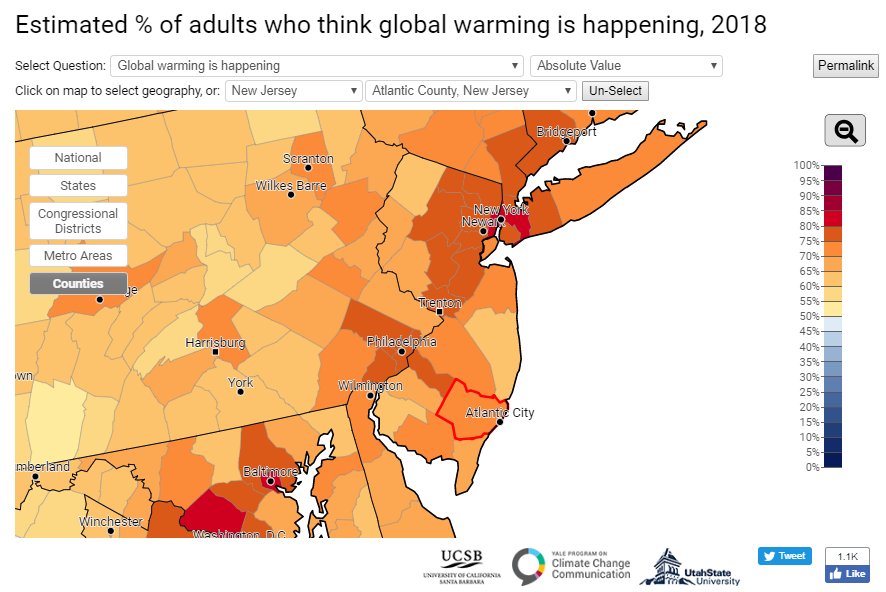 Estimated % of adults who think global warming is happening, 2018
Select Question: Global warming is happening Absolute Value Permalink
Click on map to select geography, or: New Jersey Atlantic County, New Jersey Un-Select
National
States
Congressional
Districts
Metro Areas
Counties
Bridgeport
Scranton
Wilkes Barre
New York
Newark
ge
Trenton
Harrisburg
Philadelphia
own
York
Wilmington
Atlantic City
mberland
Baltimore
Winchester
Washington, D.C.
100%
95%
90%
85%
80%
75%
70%
65%
60%
55%
50%
45%
40%
35%
30%
25%
20%
15%
10%
5%
0%
UCSB
UNIVERSITY OF CALIFORNIA
SANTA BARBARA
YALE PROGRAM ON
Climate Change
Communication
UtahState
University
Tweet
1.1K
Like